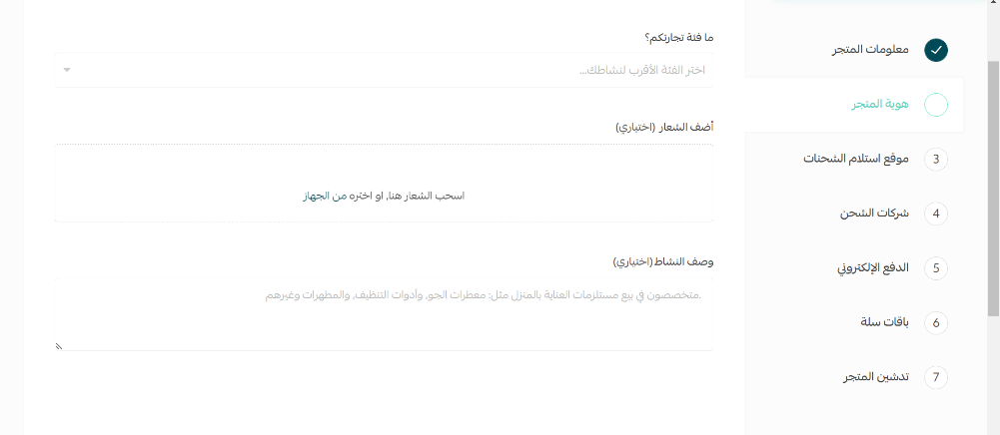 معلومات المتجر
هوية المتجر
3 موقع استلام الشحنات
4 شركات الشحن
5 الدفع الإلكتروني
6 باقات سلة
7 تدشين المتجر
ما فئة تجارتكم؟
اختر الفئة الأقرب لنشاطك...
أضف الشعار (اختياري)
اسحب الشعار هنا, او اختره من الجهاز
وصف النشاط(اختياري)
متخصصون في بيع مستلزمات العناية بالمنزل مثل: معطرات الجو, وأدوات التنظيف, والمطهرات وغيرهم.